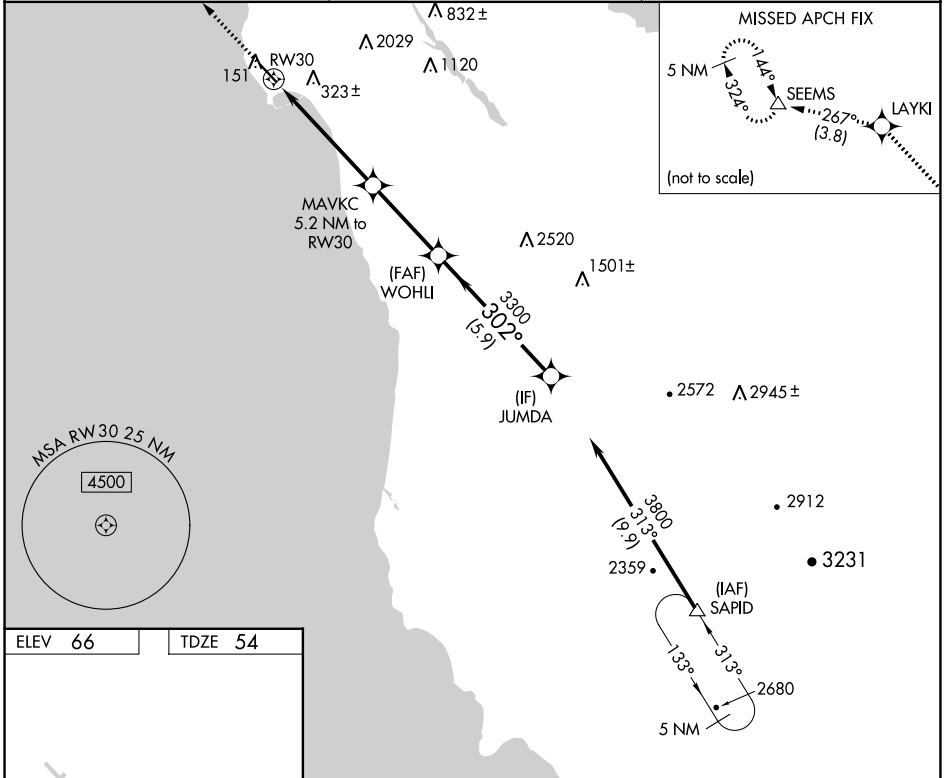 832±
2029
1120
RW30
151
323±
MISSED APCH FIX
5 NM
144°
324°
SEEMS
LAYKI
267°
(3.8)
(not to scale)
MAVKC
5.2 NM to
RW30
2520
1501±
(FAF)
WOHLI
3300
302°
(5.9)
(IF)
JUMDA
2572
2945±
MSA RW30 25 NM
4500
3800
313°
(9.9)
2912
3231
2359
(IAF)
SAPID
133°
313°
2680
5 NM
ELEV 66
TDZE 54